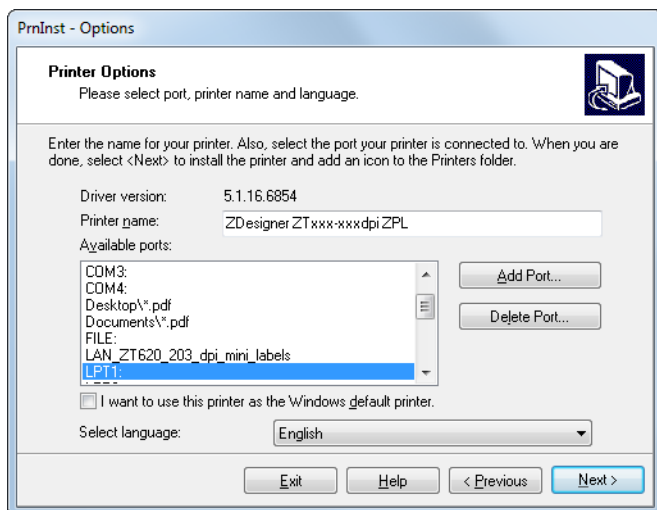 PrnInst - Options
Printer Options
Please select port, printer name and language.
Enter the name for your printer. Also, select the port your printer is connected to. When you are
done, select <Next> to install the printer and add an icon to the Printers folder.
Driver version: 5.1.16.6854
Printer name: ZDesigner ZTxxx-xxxdpi ZPL
Available ports:
COM3:
COM4:
Desktop\*.pdf
Documents\*.pdf
FILE:
LAN_ZT620_203_dpi_mini_labels
LPT1:
Add Port...
Delete Port...
I want to use this printer as the Windows default printer.
Select language: English
Exit Help < Previous Next >